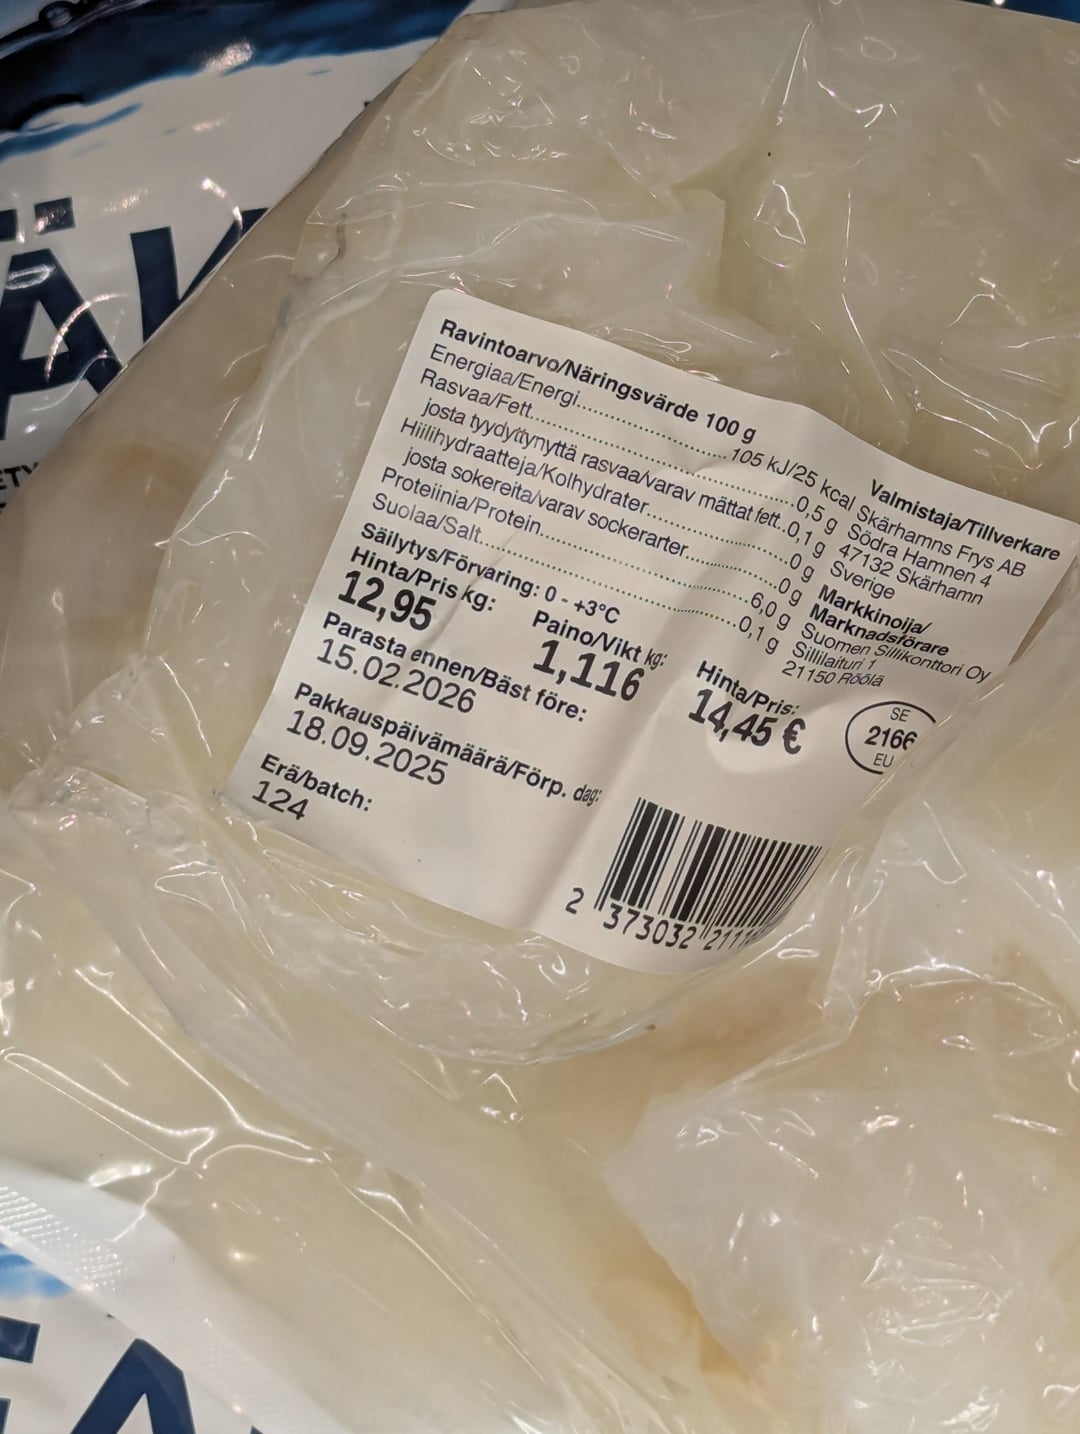 ÄK
ETY
Ravintoarvo/Näringsvärde 100 g
Energiaa/Energi.......................105 kJ/25 kcal
Rasvaa/Fett.......................................0,5 g
josta tyydyttynyttä rasvaa/varav mättat fett..0,1 g
Hiilihydraatteja/Kolhydrater.....................0 g
josta sokereita/varav sockerarter..............0 g
Proteiinia/Protein..................................6,0 g
Suolaa/Salt...........................................0,1 g
Valmistaja/Tillverkare
Skärhamns Frys AB
Södra Hamnen 4
47132 Skärhamn
Sverige
Markkinoija/
Marknadsförare
Suomen Sillikonttori Oy
Sillilaituri 1
21150 Röölä
Säilytys/Förvaring: 0 - +3°C
Hinta/Pris kg:
12,95
Paino/Vikt kg:
1,116
Hinta/Pris:
14,45 €
Parasta ennen/Bäst före:
15.02.2026
Pakkauspäivämäärä/Förp. dag:
18.09.2025
Erä/batch:
124
SE
2166
EU
2 373032